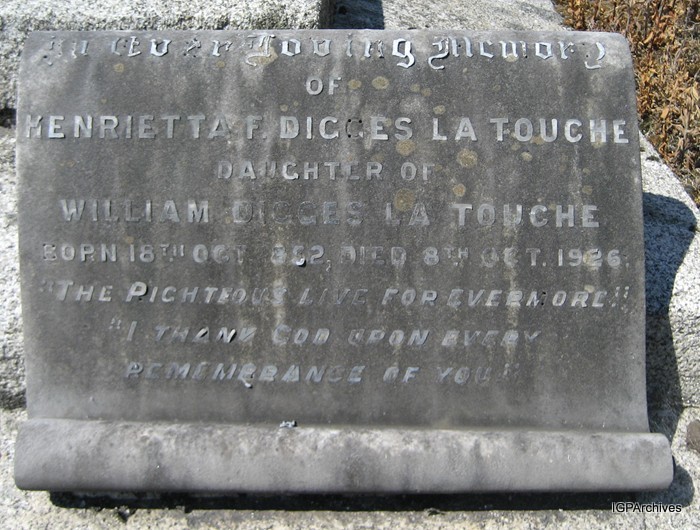 In Ever Loving Memory
OF
HENRIETTA F. DIGGES LA TOUCHE
DAUGHTER OF
WILLIAM DIGGES LA TOUCHE
BORN 18TH OCT. 1852, DIED 8TH OCT. 1926.
"THE RIGHTEOUS LIVE FOR EVERMORE"
"I THANK GOD UPON EVERY
REMEMBRANCE OF YOU"
IGPArchives